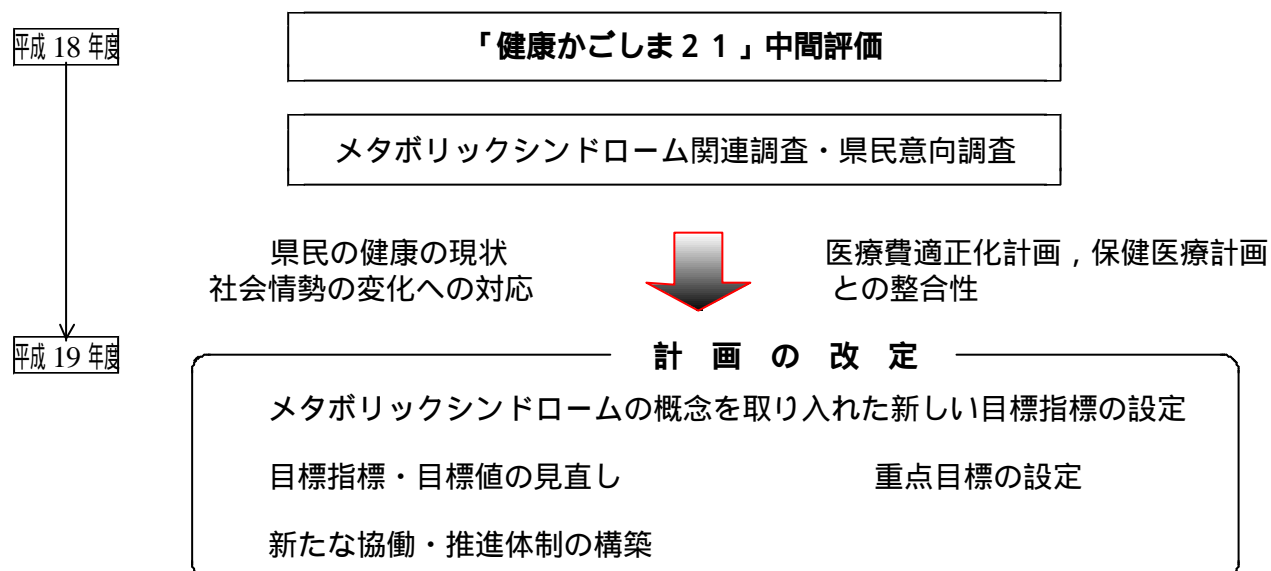 平成 18 年度
「健康かごしま２１」中間評価
メタボリックシンドローム関連調査・県民意向調査
県民の健康の現状
社会情勢の変化への対応
医療費適正化計画，保健医療計画
との整合性
平成 19 年度
計画の改定
メタボリックシンドロームの概念を取り入れた新しい目標指標の設定
目標指標・目標値の見直し
重点目標の設定
新たな協働・推進体制の構築